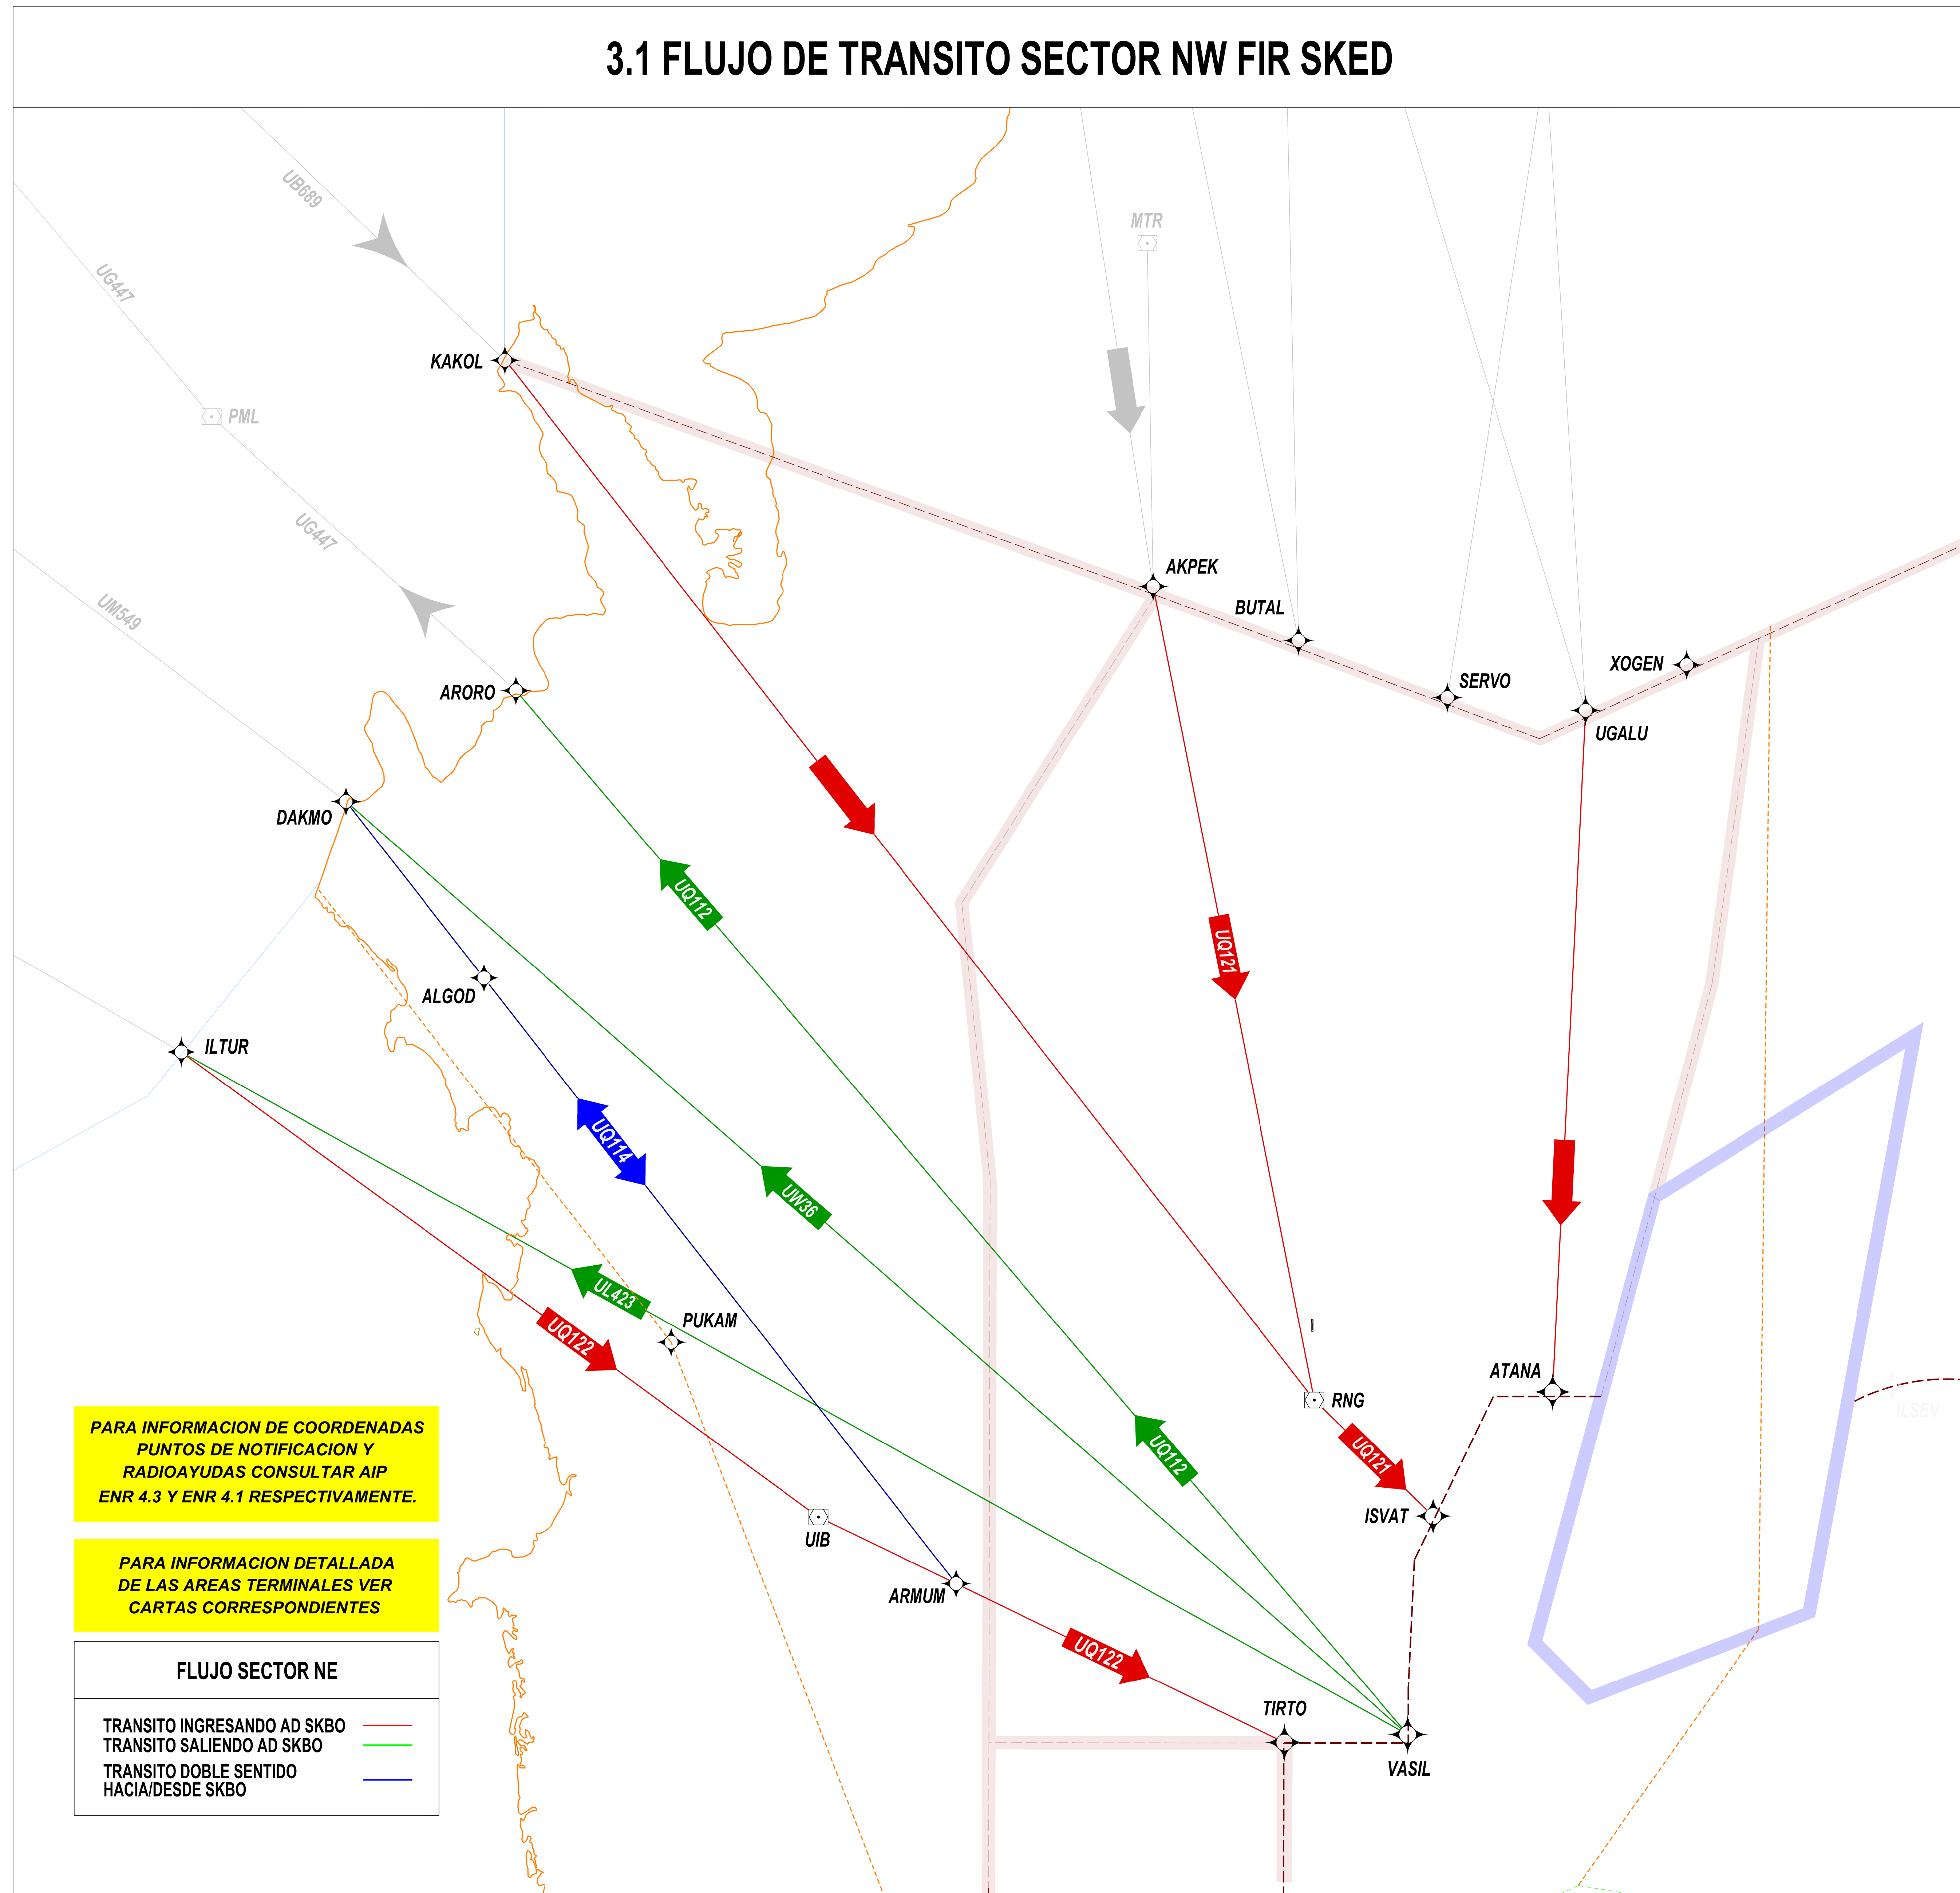 3.1 FLUJO DE TRANSITO SECTOR NW FIR SKED
UB689
MTR
UG447
KAKOL
PML
UG447
AKPEK
BUTAL
UM549
XOGEN
SERVO
ARORO
UGALU
DAKMO
UQ112
UQ121
ALGOD
ILTUR
UQ114
UW36
UL423
PUKAM
UQ122
ATANA
RNG
ILSEV
PARA INFORMACION DE COORDENADAS
PUNTOS DE NOTIFICACION Y
RADIOAYUDAS CONSULTAR AIP
ENR 4.3 Y ENR 4.1 RESPECTIVAMENTE.
UQ112
UQ121
ISVAT
UIB
PARA INFORMACION DETALLADA
DE LAS AREAS TERMINALES VER
CARTAS CORRESPONDIENTES
ARMUM
UQ122
TIRTO
VASIL
FLUJO SECTOR NE
TRANSITO INGRESANDO AD SKBO
TRANSITO SALIENDO AD SKBO
TRANSITO DOBLE SENTIDO
HACIA/DESDE SKBO